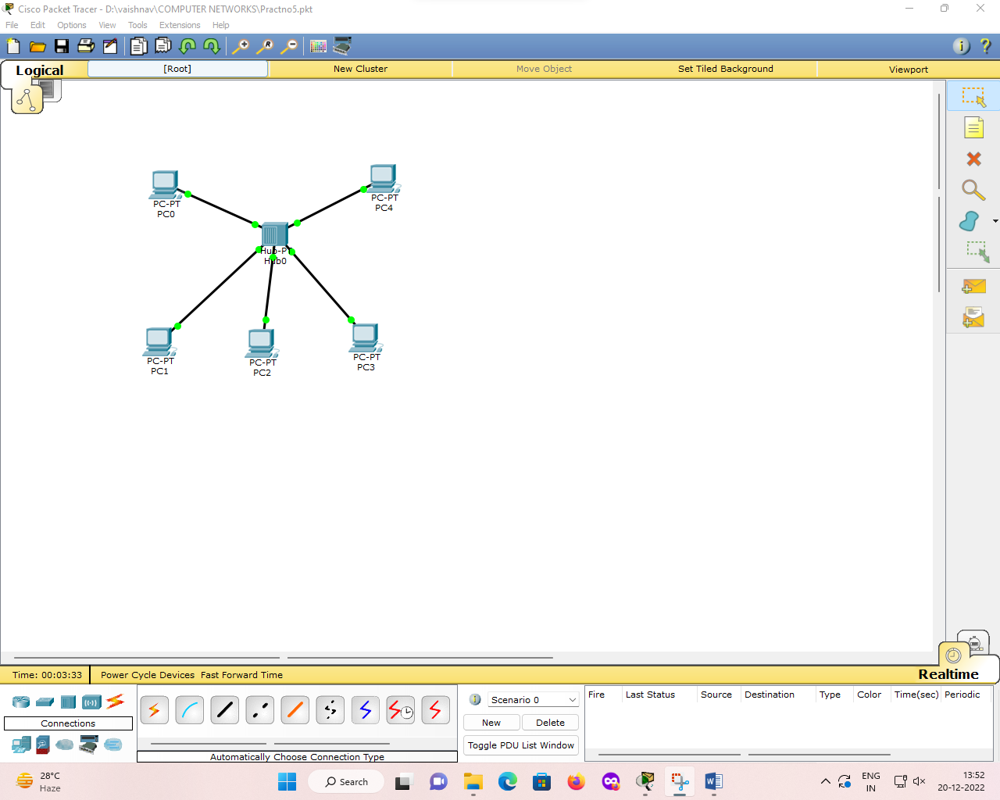 Cisco Packet Tracer - D:\vaishnav\COMPUTER NETWORKS\Practno5.pkt
File Edit Options View Tools Extensions Help
Logical [Root] New Cluster Move Object Set Tiled Background Viewport
PC-PT
PC0
PC-PT
PC4
Hub-PT
Hub0
PC-PT
PC1
PC-PT
PC2
PC-PT
PC3
Time: 00:03:33 Power Cycle Devices Fast Forward Time Realtime
Connections
Automatically Choose Connection Type
Scenario 0
New Delete
Toggle PDU List Window
Fire Last Status Source Destination Type Color Time(sec) Periodic
28°C
Haze
Search
ENG
IN
13:52
20-12-2022